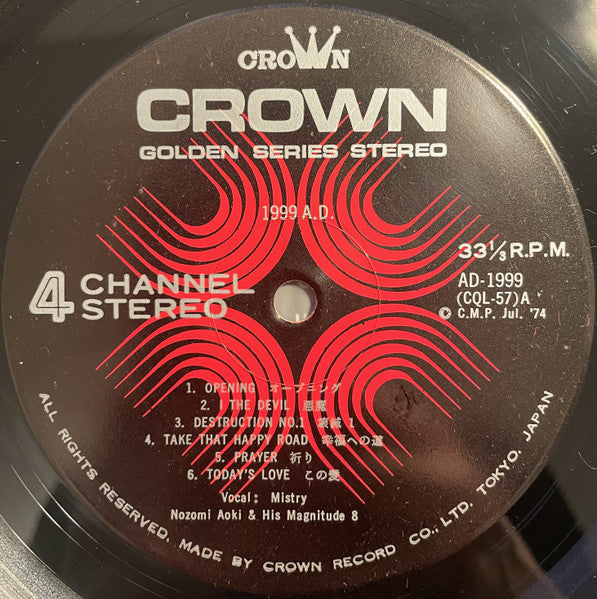 CROWN
CROWN
GOLDEN SERIES STEREO
1999 A.D.
33⅓ R.P.M.
4 CHANNEL STEREO
AD-1999
(CQL-57)A
© C.M.P. Jul. '74
1. OPENING オープニング
2. I THE DEVIL 悪魔
3. DESTRUCTION NO.1 壊滅 1
4. TAKE THAT HAPPY ROAD 幸福への道
5. PRAYER 祈り
6. TODAY'S LOVE この愛
Vocal: Mistry
Nozomi Aoki & His Magnitude 8
ALL RIGHTS RESERVED. MADE BY CROWN RECORD CO., LTD. TOKYO. JAPAN